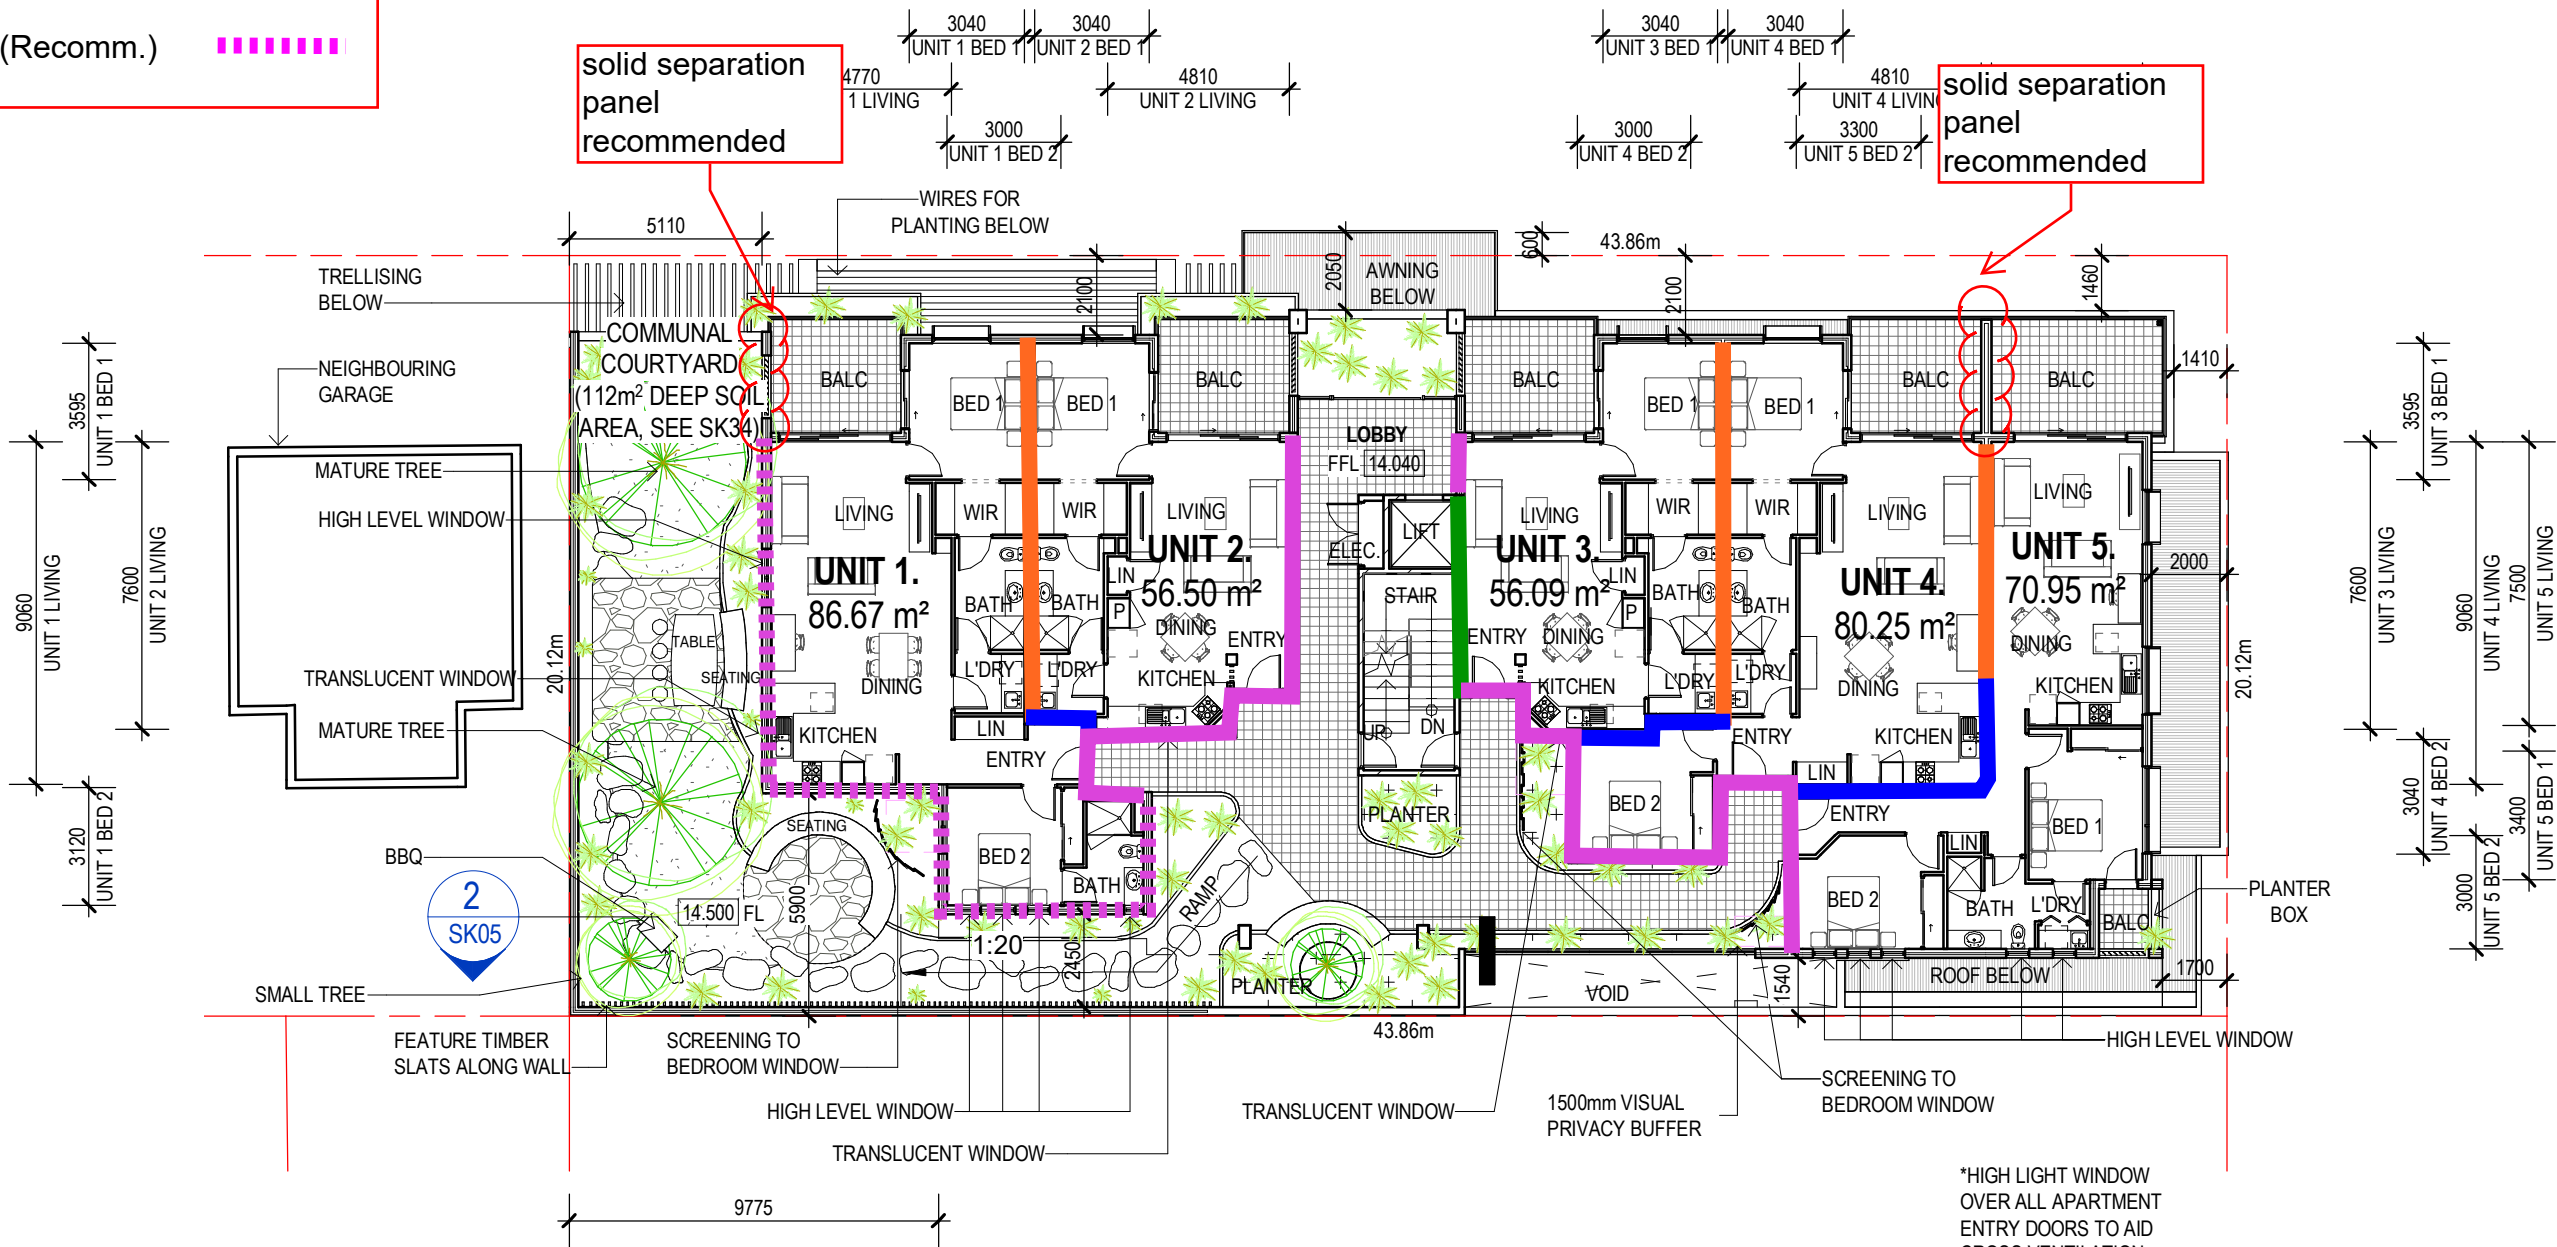 (Recomm.)
solid separation
panel
recommended
3040
UNIT 1 BED 1
3040
UNIT 2 BED 1
4770
1 LIVING
4810
UNIT 2 LIVING
3000
UNIT 1 BED 2
3040
UNIT 3 BED 1
3040
UNIT 4 BED 1
4810
UNIT 4 LIVING
3000
UNIT 4 BED 2
3300
UNIT 5 BED 2
solid separation
panel
recommended
WIRES FOR
PLANTING BELOW
5110
2100
2050
AWNING
BELOW
600
43.86m
2100
1460
1410
TRELLISING
BELOW
NEIGHBOURING
GARAGE
COMMUNAL
COURTYARD
(112m² DEEP SOIL
AREA, SEE SK34)
MATURE TREE
HIGH LEVEL WINDOW
TRANSLUCENT WINDOW
MATURE TREE
BBQ
2
SK05
SMALL TREE
FEATURE TIMBER
SLATS ALONG WALL
3595
UNIT 1 BED 1
9060
UNIT 1 LIVING
7600
UNIT 2 LIVING
3120
UNIT 1 BED 2
20.12m
TABLE
SEATING
SEATING
14.500 FL
5900
BALC
BED 1
LIVING
WIR
UNIT 1.
86.67 m²
BATH
L'DRY
DINING
KITCHEN
LIN
ENTRY
BED 2
BATH
RAMP
1:20
2450
BED 1
BALC
WIR
LIVING
UNIT 2.
56.50 m²
LIN
P
BATH
L'DRY
DINING
ENTRY
KITCHEN
LOBBY
FFL 14.040
LIFT
ELEC.
STAIR
UP
DN
PLANTER
PLANTER
BALC
BED 1
LIVING
WIR
UNIT 3.
56.09 m²
LIN
P
BATH
ENTRY
DINING
KITCHEN
L'DRY
BED 2
BED 1
BALC
WIR
LIVING
UNIT 4.
80.25 m²
BATH
L'DRY
DINING
ENTRY
KITCHEN
LIN
BALC
LIVING
UNIT 5.
70.95 m²
DINING
KITCHEN
ENTRY
LIN
BED 1
BED 2
BATH
L'DRY
BALC
2000
20.12m
PLANTER
BOX
ROOF BELOW
1700
VOID
1540
43.86m
3595
UNIT 3 BED 1
7600
UNIT 3 LIVING
9060
UNIT 4 LIVING
7500
UNIT 5 LIVING
3040
UNIT 4 BED 2
3400
UNIT 5 BED 1
3000
UNIT 5 BED 2
SCREENING TO
BEDROOM WINDOW
HIGH LEVEL WINDOW
TRANSLUCENT WINDOW
TRANSLUCENT WINDOW
1500mm VISUAL
PRIVACY BUFFER
SCREENING TO
BEDROOM WINDOW
HIGH LEVEL WINDOW
9775
*HIGH LIGHT WINDOW
OVER ALL APARTMENT
ENTRY DOORS TO AID